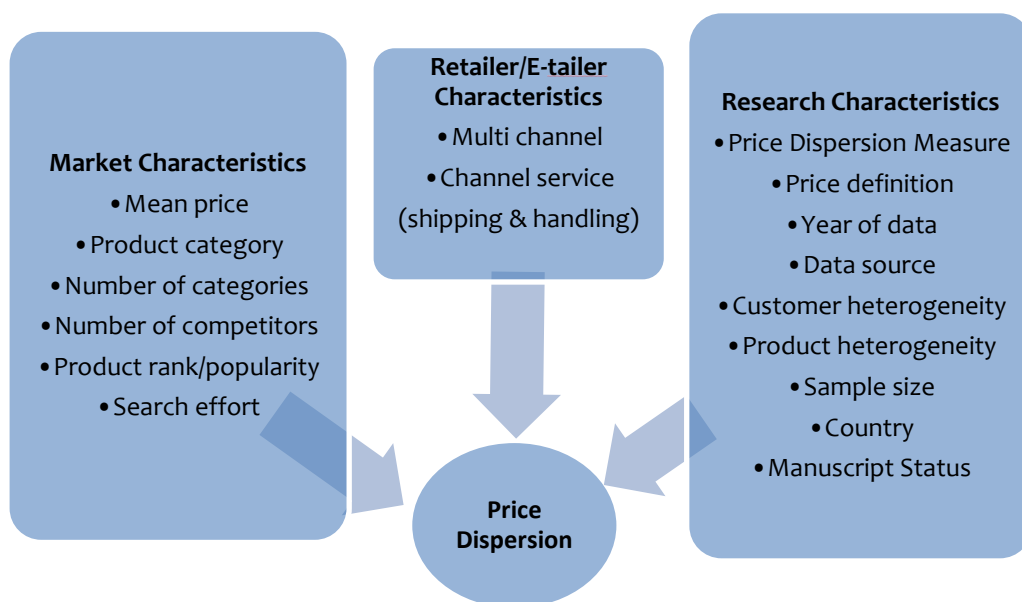 Market Characteristics
•Mean price
•Product category
•Number of categories
•Number of competitors
•Product rank/popularity
•Search effort
Retailer/E-tailer
Characteristics
•Multi channel
•Channel service
(shipping & handling)
Research Characteristics
•Price Dispersion Measure
•Price definition
•Year of data
•Data source
•Customer heterogeneity
•Product heterogeneity
•Sample size
•Country
•Manuscript Status
Price
Dispersion